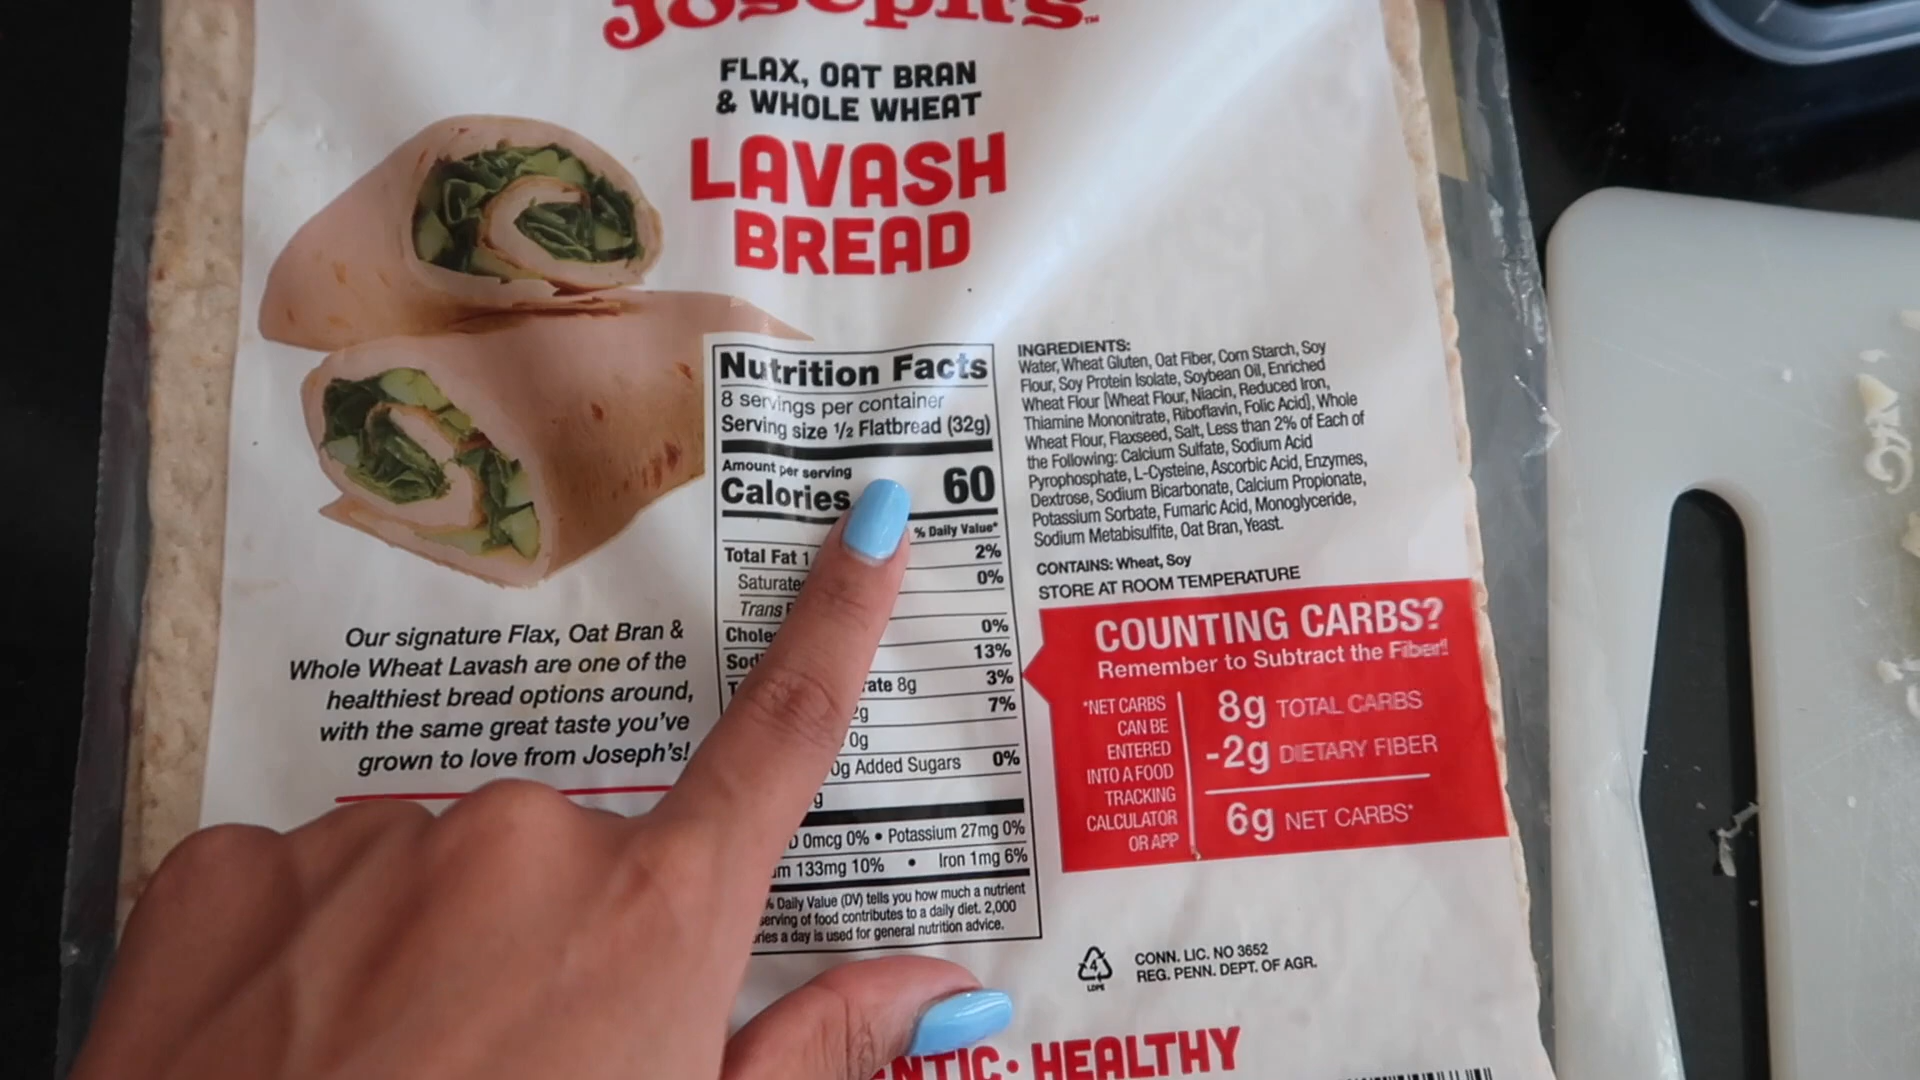 Joseph's™
FLAX, OAT BRAN
& WHOLE WHEAT
LAVASH
BREAD
Nutrition Facts
8 servings per container
Serving size 1/2 Flatbread (32g)
Amount per serving
Calories 60
% Daily Value*
Total Fat 1 2%
Saturate 0%
Trans F
Chole 0%
Sod 13%
T rate 8g 3%
2g 7%
0g
0g Added Sugars 0%
g
D 0mcg 0% • Potassium 27mg 0%
um 133mg 10% • Iron 1mg 6%
% Daily Value (DV) tells you how much a nutrient
serving of food contributes to a daily diet. 2,000
ories a day is used for general nutrition advice.
INGREDIENTS:
Water, Wheat Gluten, Oat Fiber, Corn Starch, Soy
Flour, Soy Protein Isolate, Soybean Oil, Enriched
Wheat Flour [Wheat Flour, Niacin, Reduced Iron,
Thiamine Mononitrate, Riboflavin, Folic Acid], Whole
Wheat Flour, Flaxseed, Salt, Less than 2% of Each of
the Following: Calcium Sulfate, Sodium Acid
Pyrophosphate, L-Cysteine, Ascorbic Acid, Enzymes,
Dextrose, Sodium Bicarbonate, Calcium Propionate,
Potassium Sorbate, Fumaric Acid, Monoglyceride,
Sodium Metabisulfite, Oat Bran, Yeast.
CONTAINS: Wheat, Soy
STORE AT ROOM TEMPERATURE
COUNTING CARBS?
Remember to Subtract the Fiber!
*NET CARBS
CAN BE
ENTERED
INTO A FOOD
TRACKING
CALCULATOR
OR APP
8g TOTAL CARBS
-2g DIETARY FIBER
6g NET CARBS*
Our signature Flax, Oat Bran &
Whole Wheat Lavash are one of the
healthiest bread options around,
with the same great taste you've
grown to love from Joseph's!
4
LDPE
CONN. LIC. NO 3652
REG. PENN. DEPT. OF AGR.
ENTIC • HEALTHY